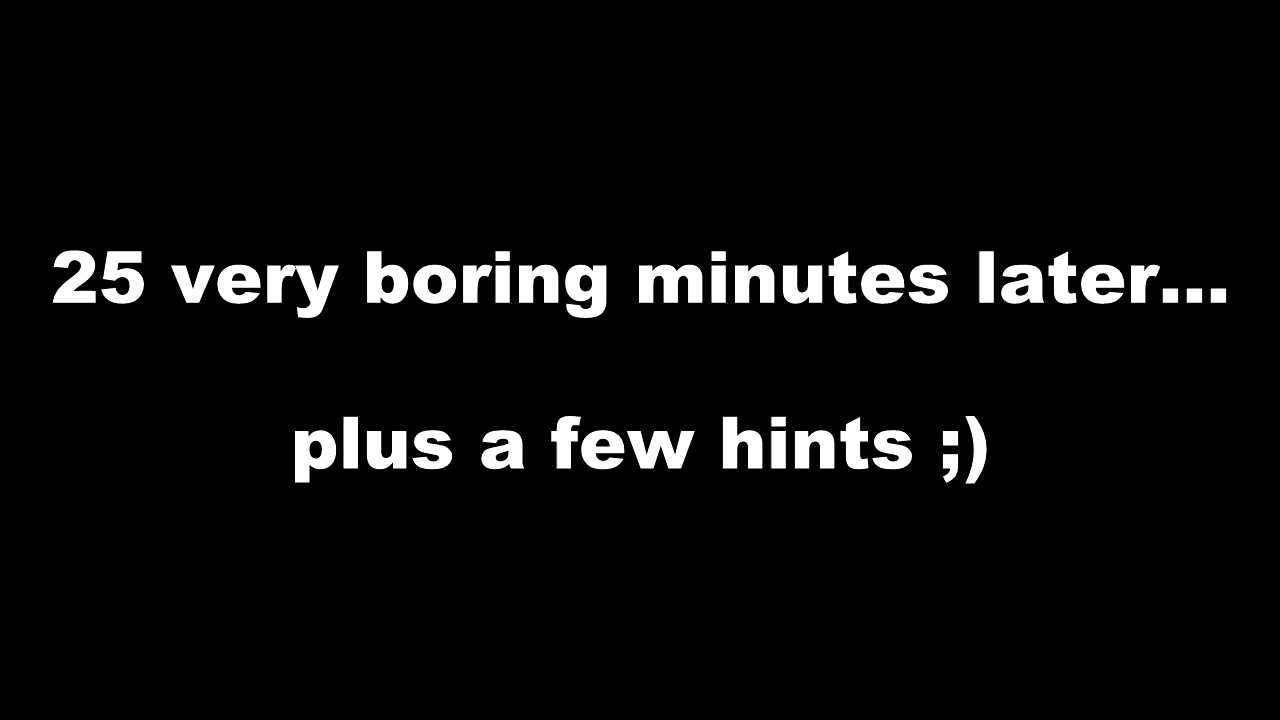 25 very boring minutes later...
plus a few hints ;)